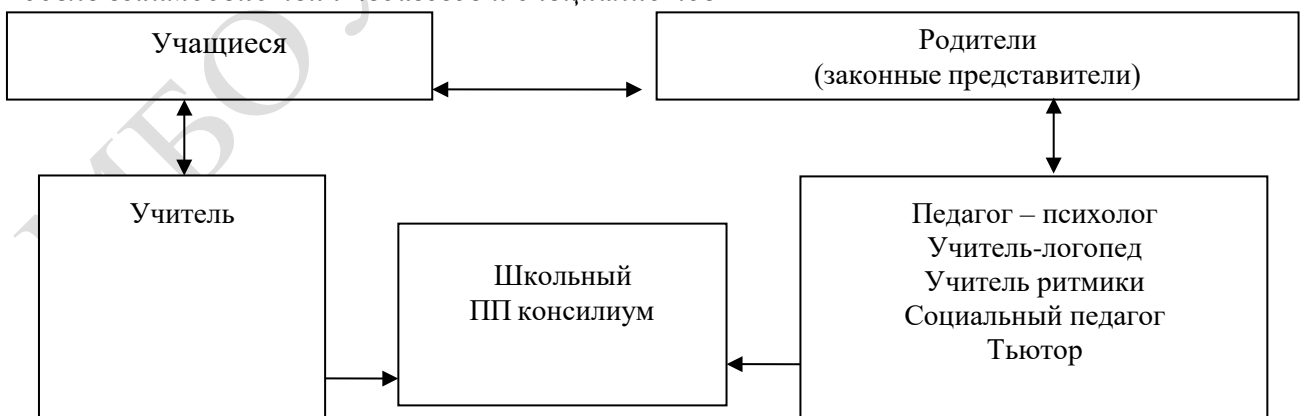 Учащиеся
Родители
(законные представители)
Учитель
Школьный
ПП консилиум
Педагог – психолог
Учитель-логопед
Учитель ритмики
Социальный педагог
Тьютор